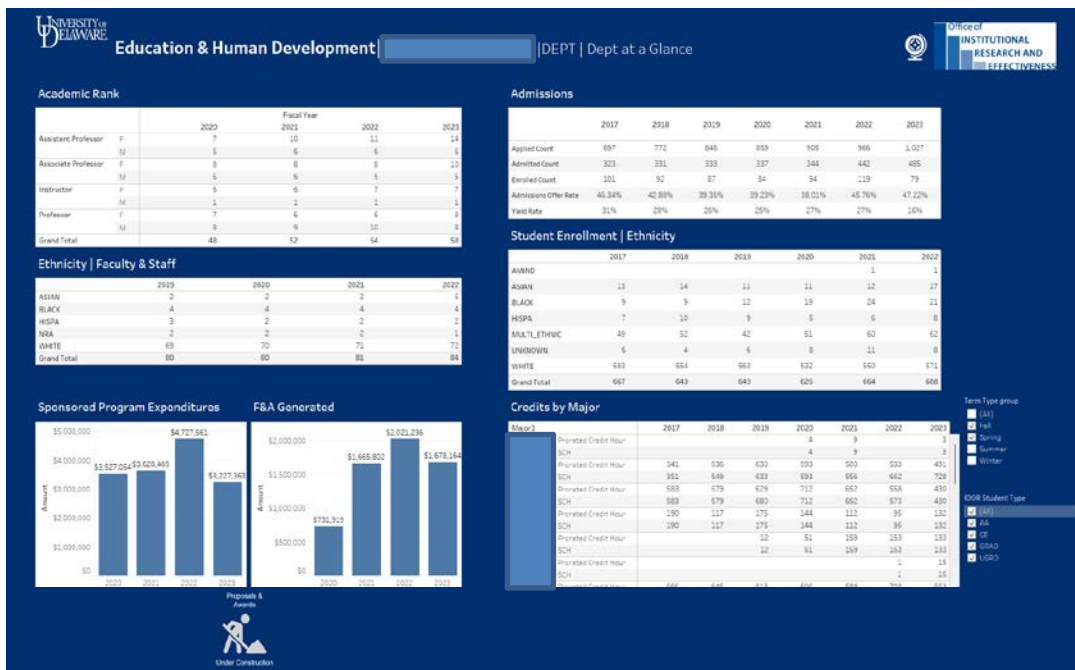 UNIVERSITY OF
DELAWARE
Education & Human Development| |DEPT | Dept at a Glance
Office of
INSTITUTIONAL
RESEARCH AND
EFFECTIVENESS
Academic Rank
Fiscal Year
2020 2021 2022 2023
Assistant Professor F 7 10 11 14
M 5 6 6 6
Associate Professor F 8 8 8 10
M
Instructor F 7 7
M 1 1 1 1
Professor F 7 6 6
M 9 9 10 8
Grand Total 48 52 54 58
Ethnicity | Faculty & Staff
2019 2020 2021 2022
ASIAN 2 2 2 5
BLACK 4 4 4 4
HISPA 3 2 2 2
NRA 2 2 2 1
WHITE 69 70 71 72
Grand Total 80 80 81 84
Sponsored Program Expenditures
$5,000,000
$4,000,000
$3,000,000
$2,000,000
$1,000,000
$0
Amount
$3,527,054 $3,628,465 $4,727,561 $3,227,363
2020 2021 2022 2023
F&A Generated
$2,000,000
$1,500,000
$1,000,000
$500,000
$0
Amount
$731,919 $1,665,802 $2,021,236 $1,678,164
2020 2021 2022 2023
Proposals &
Awards
Under Construction
Admissions
2017 2018 2019 2020 2021 2022 2023
Applied Count 697 772 846 859 905 966 1,027
Admitted Count 323 331 333 337 344 442 485
Enrolled Count 101 92 87 84 94 119 79
Admissions Offer Rate 46.34% 42.88% 39.36% 39.23% 38.01% 45.76% 47.22%
Yield Rate 31% 28% 26% 25% 27% 27% 16%
Student Enrollment | Ethnicity
2017 2018 2019 2020 2021 2022
AMIND 1 1
ASIAN 13 14 11 11 12 17
BLACK 9 9 12 19 24 21
HISPA 7 10 9 5 6 8
MULTI_ETHNIC 49 52 42 51 60 62
UNKNOWN 6 4 6 8 11 8
WHITE 583 554 563 532 550 571
Grand Total 667 643 643 626 664 688
Credits by Major
Major1 2017 2018 2019 2020 2021 2022 2023
Prorated Credit Hour 4 9 3
SCH 4 9 3
Prorated Credit Hour 341 536 630 593 533
SCH 351 549 633 593 556 662 728
Prorated Credit Hour 583 579 629 712 652 558 430
SCH 583 579 680 712 652 573 430
Prorated Credit Hour 190 117 175 144 112 95 132
SCH 190 117 175 144 112 95 132
Prorated Credit Hour 12 51 159 153 133
SCH 12 51 159 153 133
Prorated Credit Hour 1 15
SCH 1 15
Prorated Credit Hour
Term Type group
(All)
Fall
Spring
Summer
Winter
IDOR Student Type
(All)
AA
CE
GRAD
UGRD